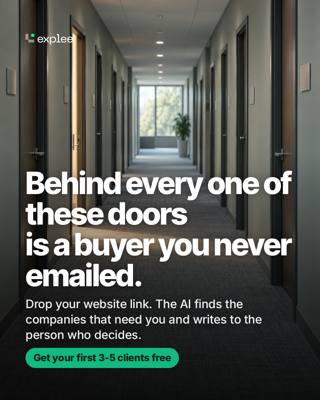 explee
Behind every one of
these doors
is a buyer you never
emailed.
Drop your website link. The AI finds the
companies that need you and writes to the
person who decides.
Get your first 3-5 clients free